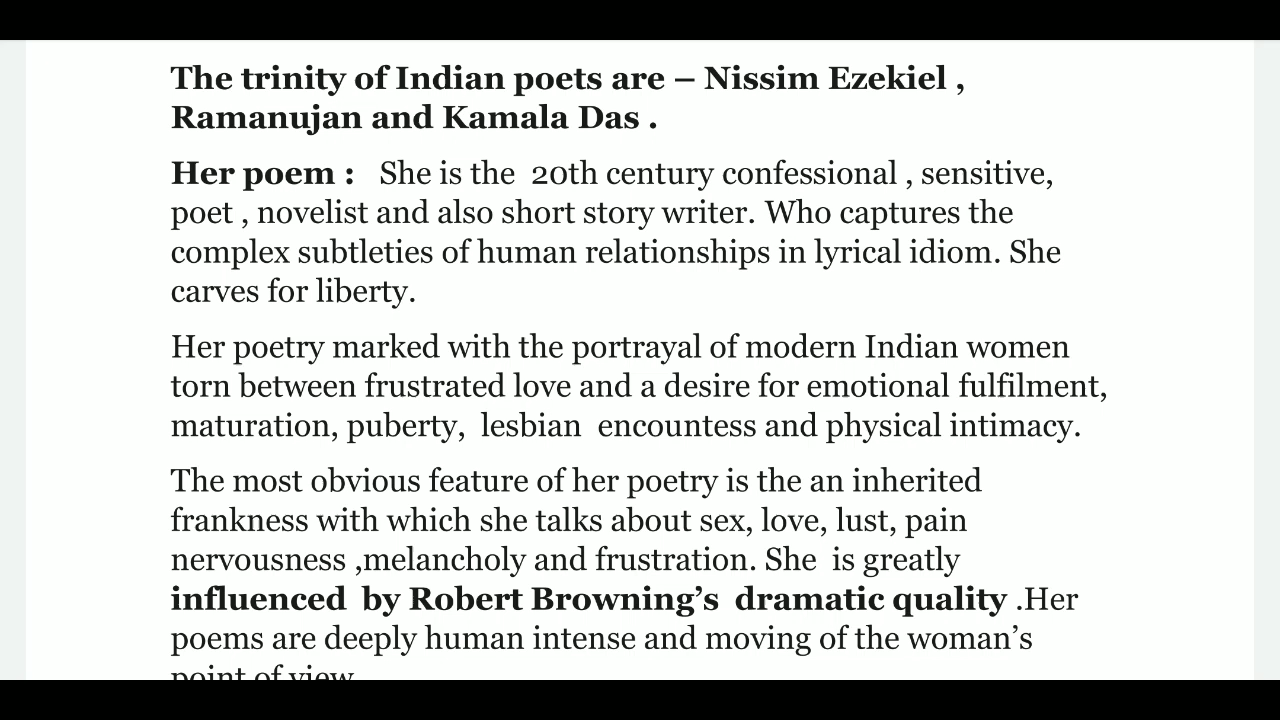 The trinity of Indian poets are – Nissim Ezekiel ,
Ramanujan and Kamala Das .
Her poem : She is the 20th century confessional , sensitive,
poet , novelist and also short story writer. Who captures the
complex subtleties of human relationships in lyrical idiom. She
carves for liberty.
Her poetry marked with the portrayal of modern Indian women
torn between frustrated love and a desire for emotional fulfilment,
maturation, puberty, lesbian encountess and physical intimacy.
The most obvious feature of her poetry is the an inherited
frankness with which she talks about sex, love, lust, pain
nervousness ,melancholy and frustration. She is greatly
influenced by Robert Browning’s dramatic quality .Her
poems are deeply human intense and moving of the woman’s
point of view